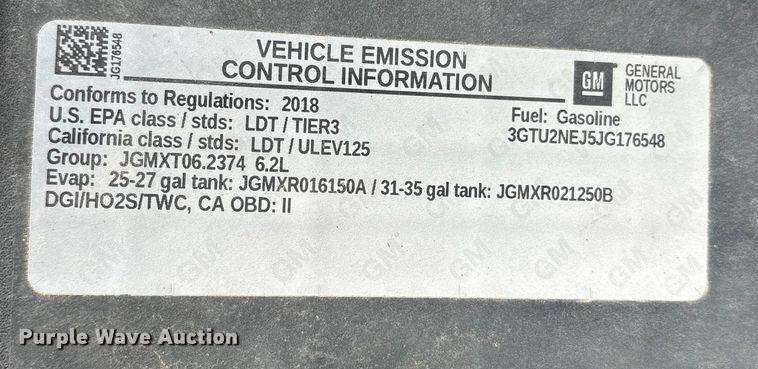 JG176548
VEHICLE EMISSION
CONTROL INFORMATION
GM
GENERAL
MOTORS
LLC
Conforms to Regulations: 2018
U.S. EPA class / stds: LDT / TIER3
California class / stds: LDT / ULEV125
Group: JGMXT06.2374 6.2L
Evap: 25-27 gal tank: JGMXR016150A / 31-35 gal tank: JGMXR021250B
DGI/HO2S/TWC, CA OBD: II
Fuel: Gasoline
3GTU2NEJ5JG176548
Purple Wave Auction